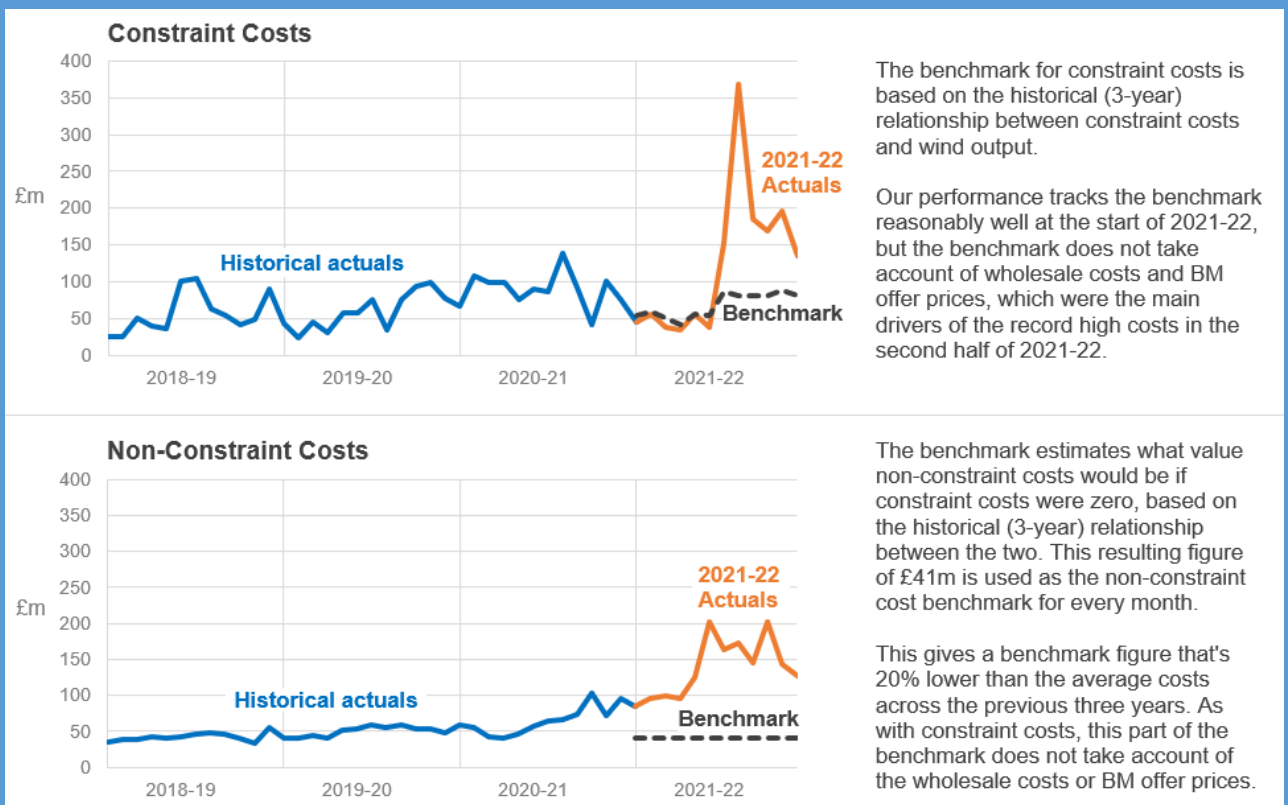 Constraint Costs
400
350
300
250
200
150
100
50
0
£m
2018-19
2019-20
2020-21
2021-22
Historical actuals
2021-22
Actuals
Benchmark
The benchmark for constraint costs is
based on the historical (3-year)
relationship between constraint costs
and wind output.
Our performance tracks the benchmark
reasonably well at the start of 2021-22,
but the benchmark does not take
account of wholesale costs and BM
offer prices, which were the main
drivers of the record high costs in the
second half of 2021-22.
Non-Constraint Costs
400
350
300
250
200
150
100
50
0
£m
2018-19
2019-20
2020-21
2021-22
Historical actuals
2021-22
Actuals
Benchmark
The benchmark estimates what value
non-constraint costs would be if
constraint costs were zero, based on
the historical (3-year) relationship
between the two. This resulting figure
of £41m is used as the non-constraint
cost benchmark for every month.
This gives a benchmark figure that's
20% lower than the average costs
across the previous three years. As
with constraint costs, this part of the
benchmark does not take account of
the wholesale costs or BM offer prices.